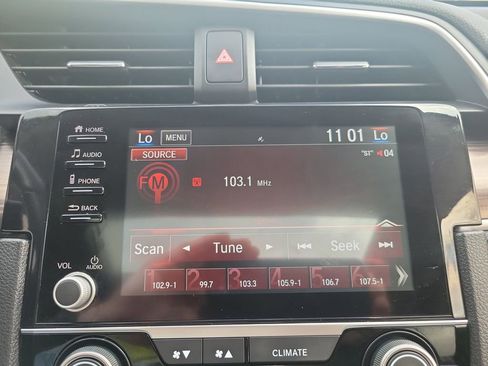 HOME
AUDIO
PHONE
BACK
VOL AUDIO
Lo MENU 11 01 Lo
SOURCE "ST" 04
FM 103.1 MHz
Scan Tune Seek
1 2 3 4 5 6
102.9-1 99.7 103.3 105.9-1 106.7 107.5-1
CLIMATE